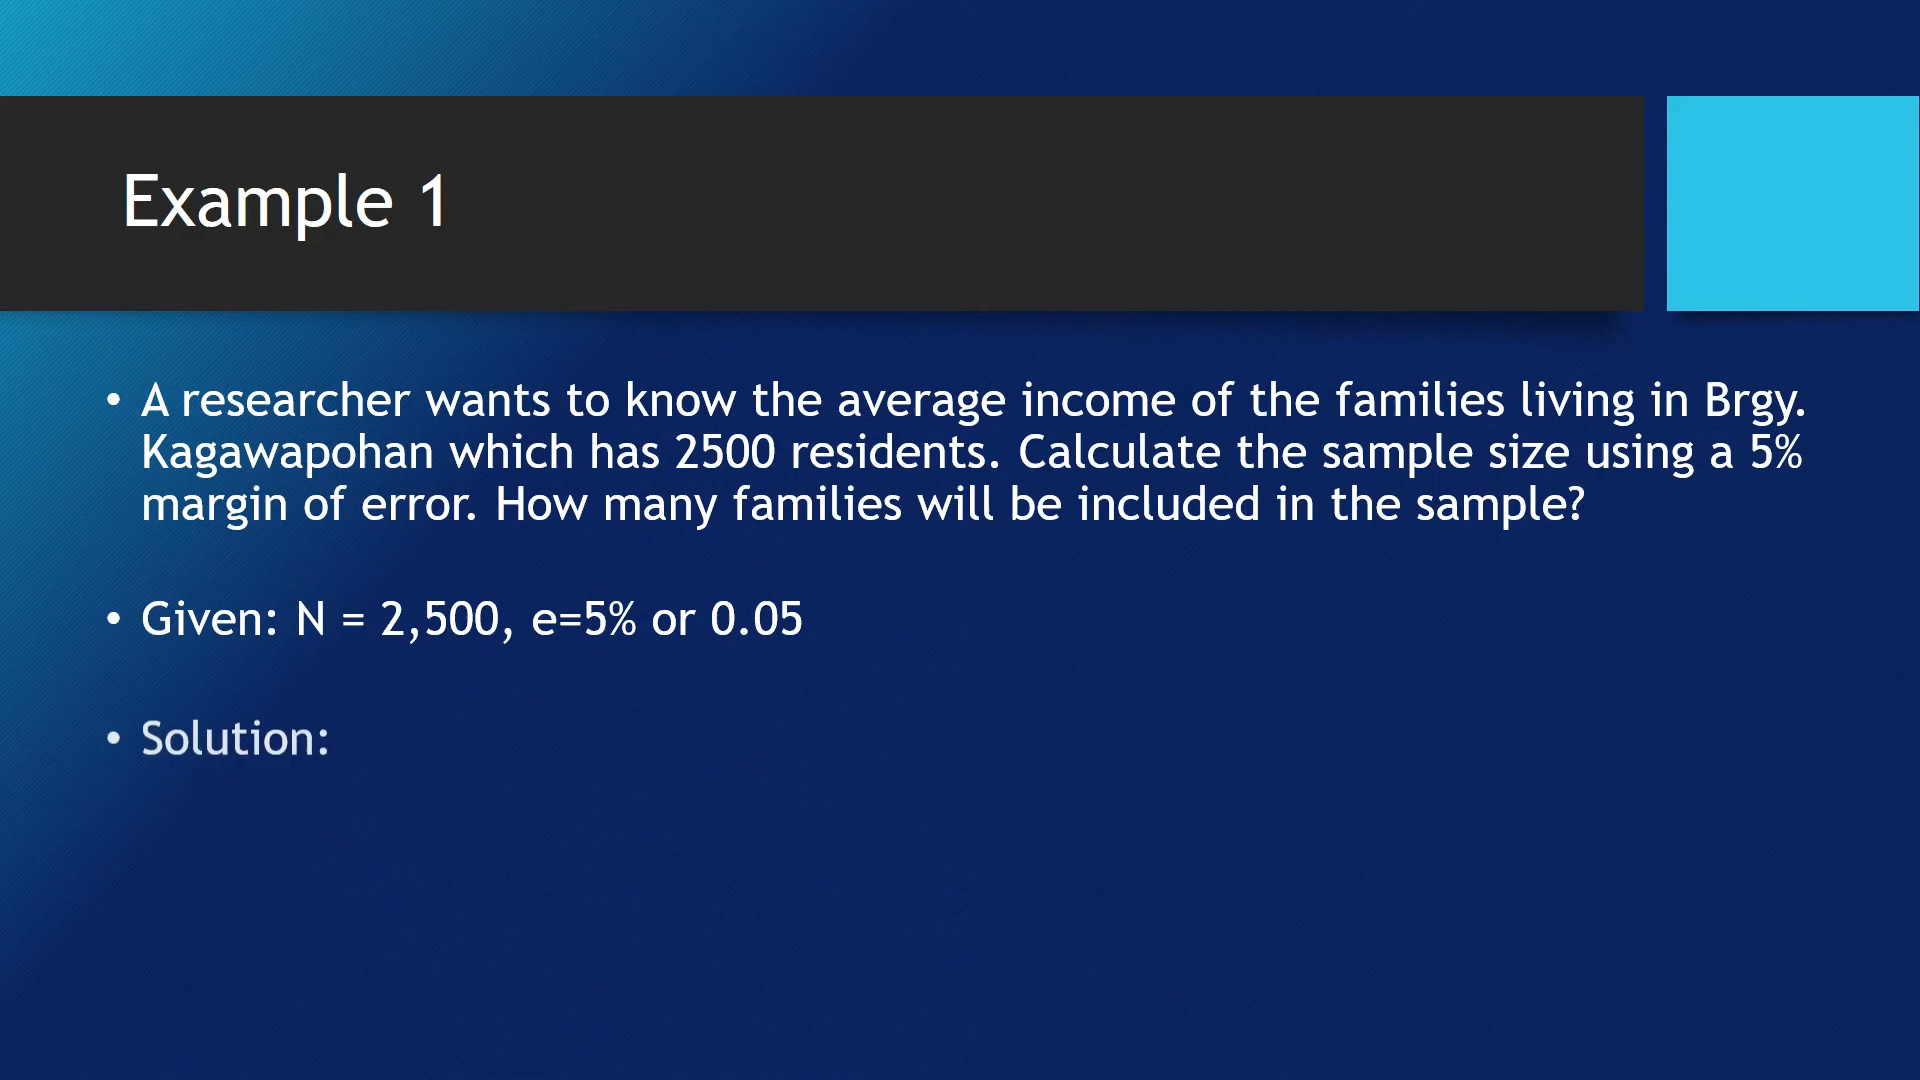 Example 1
• A researcher wants to know the average income of the families living in Brgy.
Kagawapohan which has 2500 residents. Calculate the sample size using a 5%
margin of error. How many families will be included in the sample?
• Given: N = 2,500, e=5% or 0.05
• Solution: